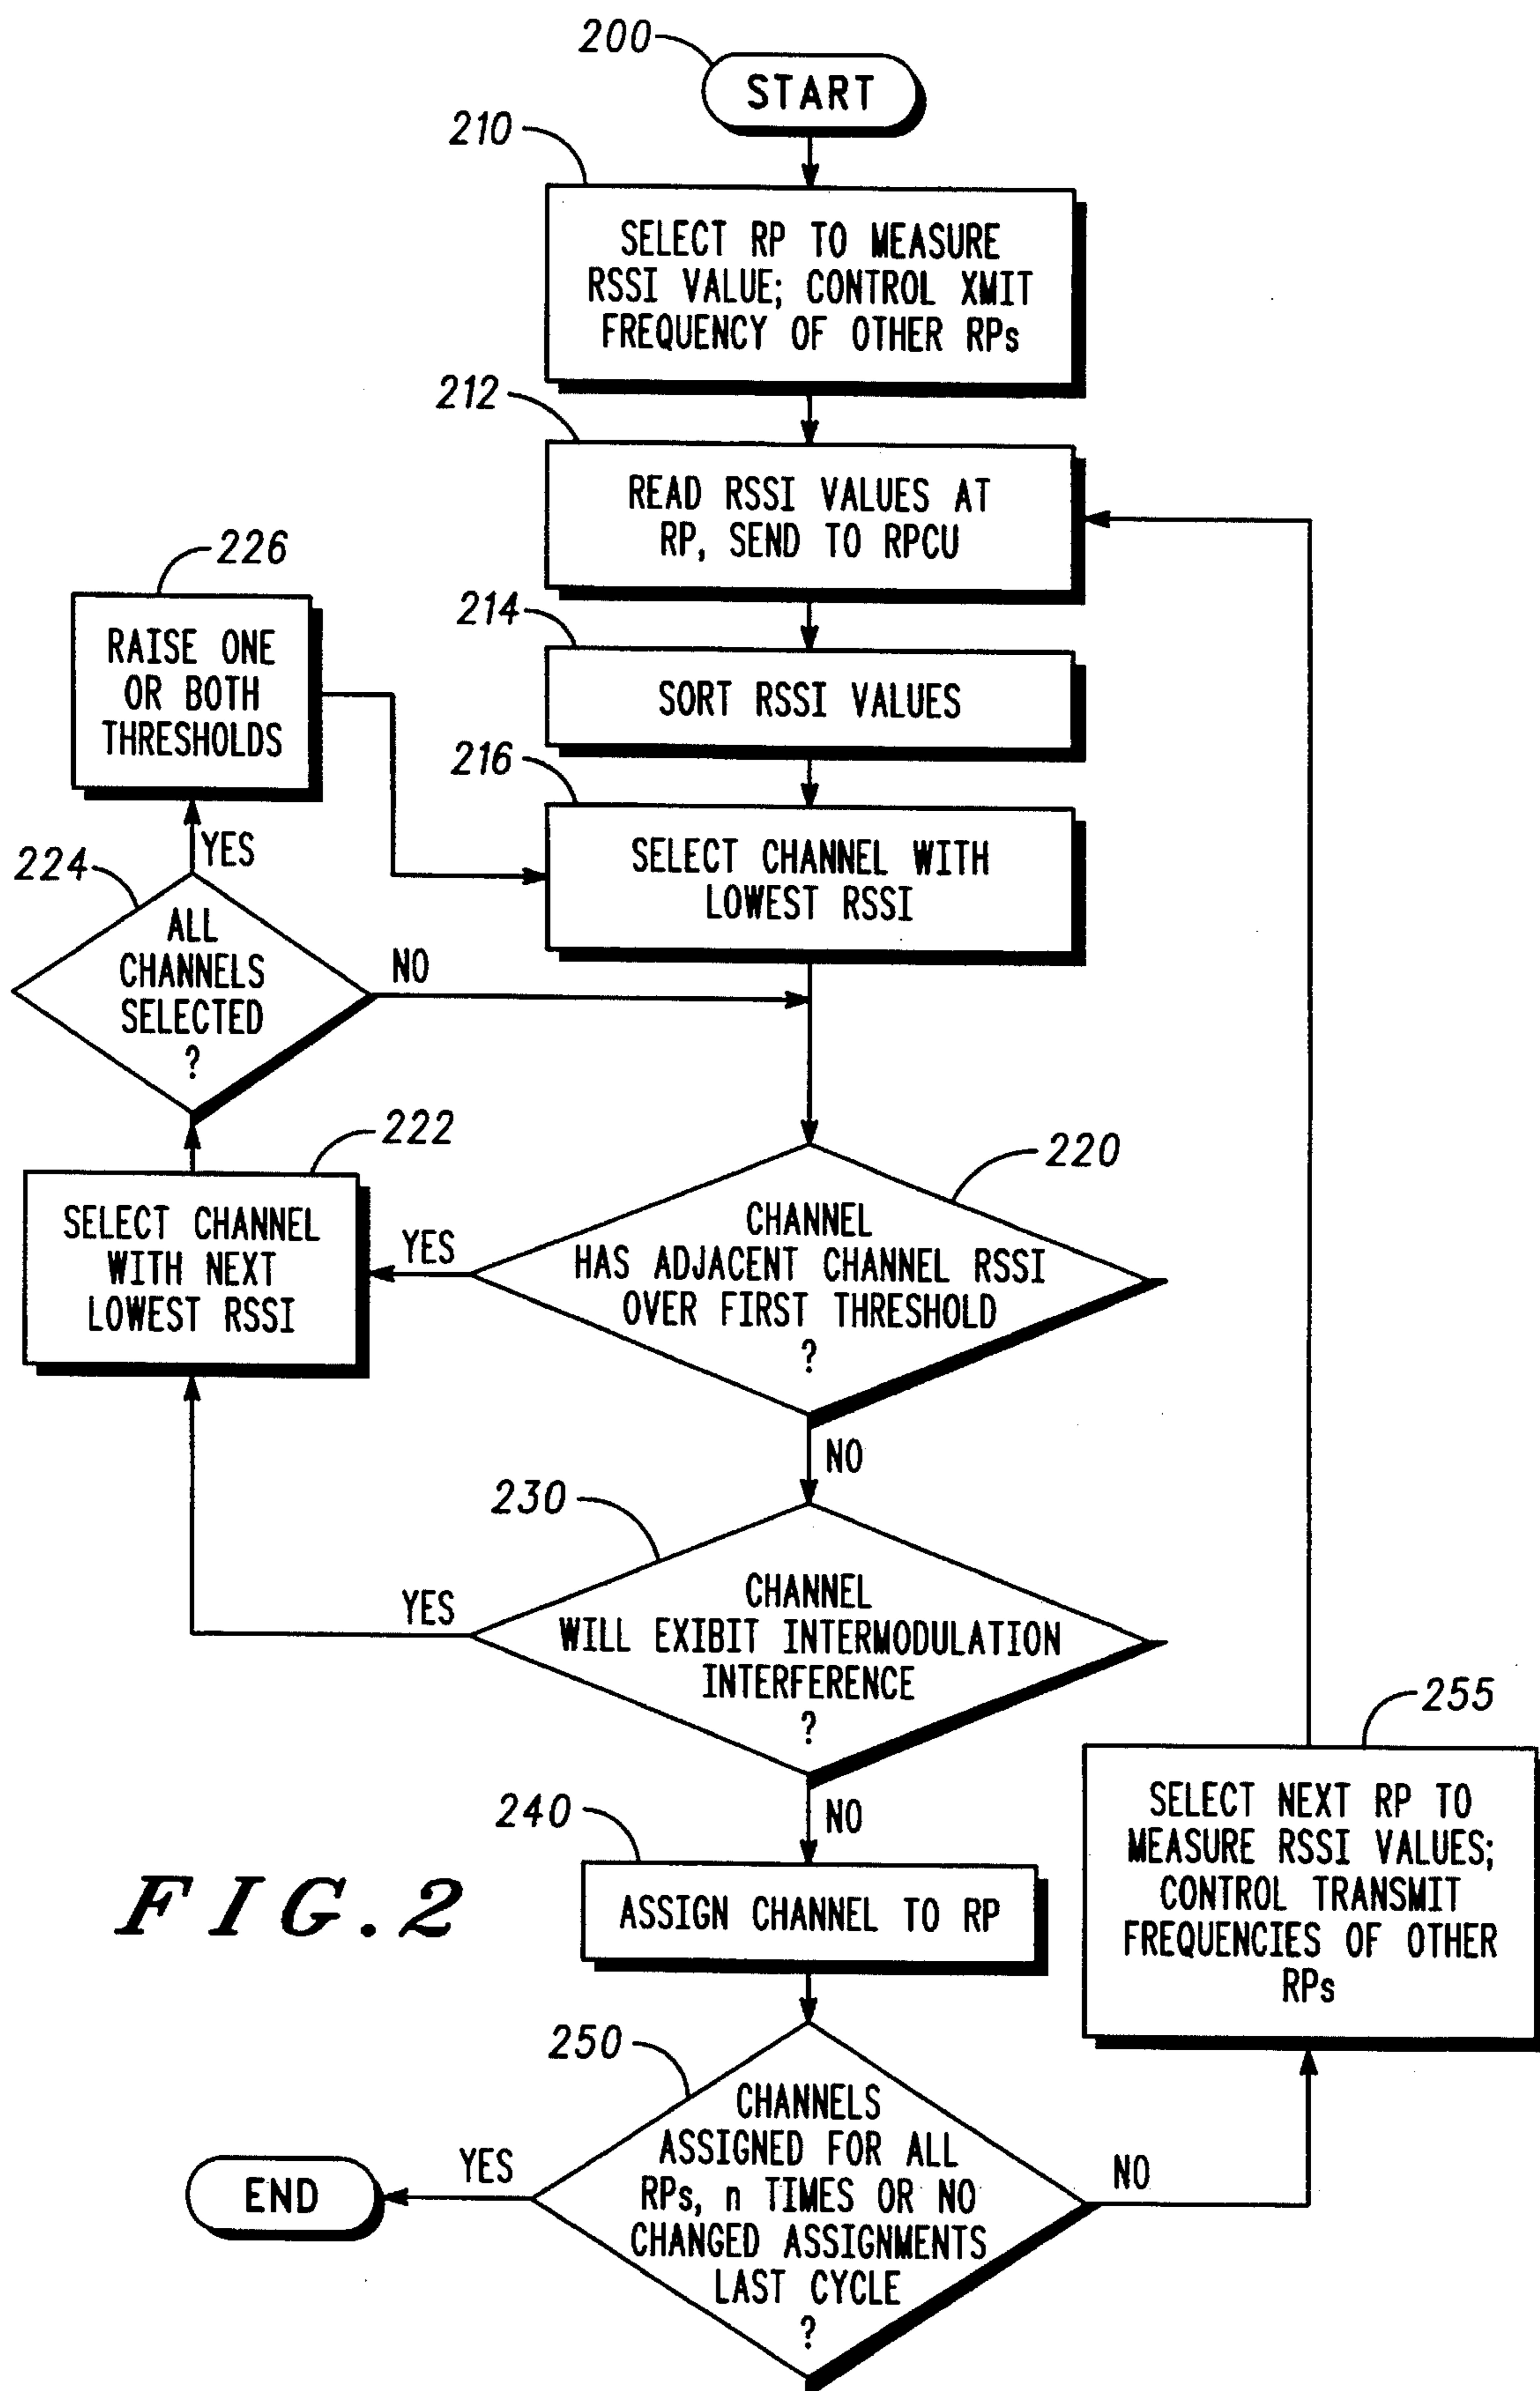 200
START
210
SELECT RP TO MEASURE
RSSI VALUE; CONTROL XMIT
FREQUENCY OF OTHER RPs
212
READ RSSI VALUES AT
RP, SEND TO RPCU
214
SORT RSSI VALUES
216
SELECT CHANNEL WITH
LOWEST RSSI
226
RAISE ONE
OR BOTH
THRESHOLDS
YES
224
ALL
CHANNELS
SELECTED
?
NO
222
SELECT CHANNEL
WITH NEXT
LOWEST RSSI
YES
220
CHANNEL
HAS ADJACENT CHANNEL RSSI
OVER FIRST THRESHOLD
?
NO
230
YES
CHANNEL
WILL EXIBIT INTERMODULATION
INTERFERENCE
?
NO
240
ASSIGN CHANNEL TO RP
255
SELECT NEXT RP TO
MEASURE RSSI VALUES;
CONTROL TRANSMIT
FREQUENCIES OF OTHER
RPs
FIG.2
250
CHANNELS
ASSIGNED FOR ALL
RPs, n TIMES OR NO
CHANGED ASSIGNMENTS
LAST CYCLE
?
YES
END
NO